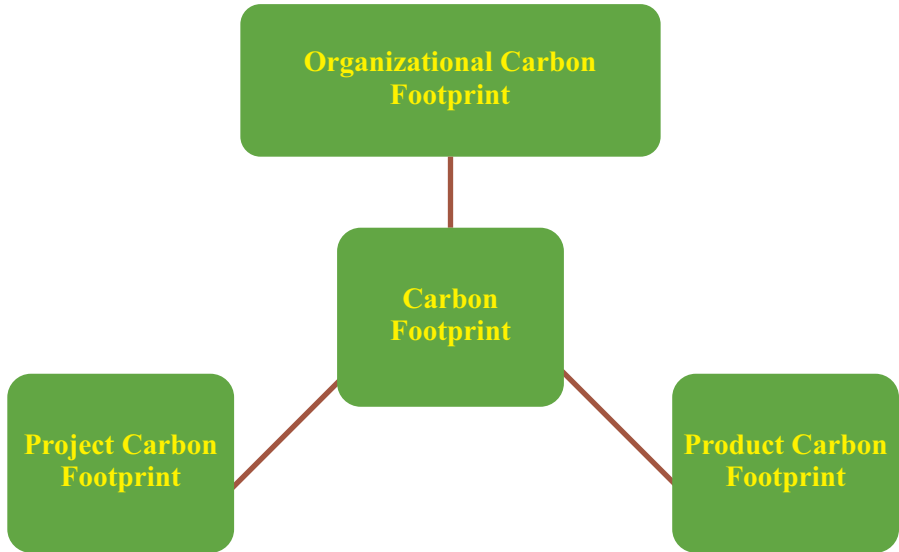 Organizational Carbon
Footprint
Carbon
Footprint
Project Carbon
Footprint
Product Carbon
Footprint